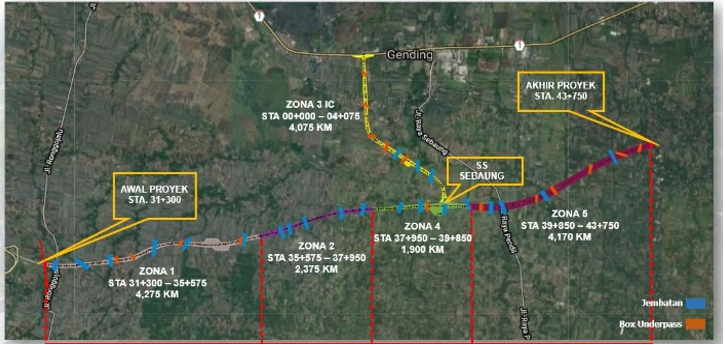 1
1
Gending
AKHIR PROYEK
STA. 43+750
ZONA 3 IC
STA 00+000 – 04+075
4,075 KM
Jl. Ronggojalu
Jl. Raya Sebaung
SS
SEBAUNG
AWAL PROYEK
STA. 31+300
ZONA 1
STA 31+300 – 35+575
4,275 KM
ZONA 2
STA 35+575 – 37+950
2,375 KM
ZONA 4
STA 37+950 – 39+850
1,900 KM
ZONA 5
STA 39+850 – 43+750
4,170 KM
Raya Pendil
Jl. Raya P
Jembatan
Box Underpass